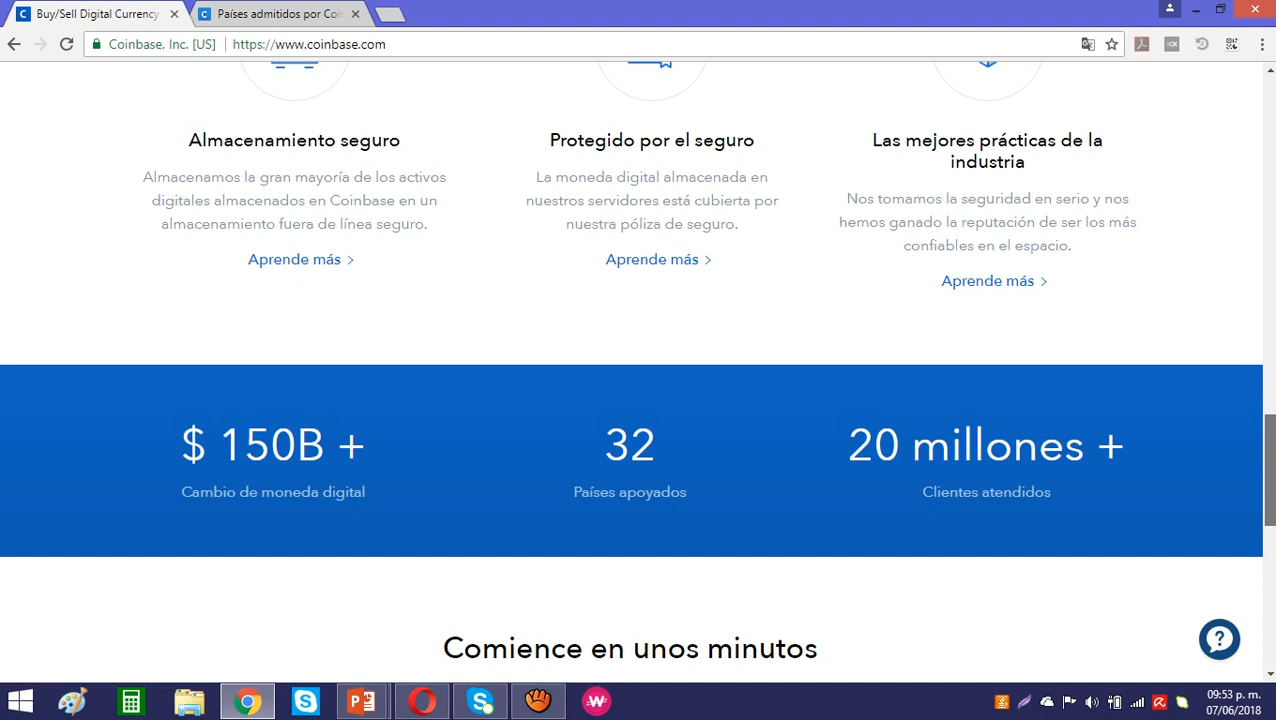 Buy/Sell Digital Currency
Países admitidos por Coi
Coinbase, Inc. [US]
https://www.coinbase.com
Almacenamiento seguro
Almacenamos la gran mayoría de los activos
digitales almacenados en Coinbase en un
almacenamiento fuera de línea seguro.
Aprende más >
Protegido por el seguro
La moneda digital almacenada en
nuestros servidores está cubierta por
nuestra póliza de seguro.
Aprende más >
Las mejores prácticas de la
industria
Nos tomamos la seguridad en serio y nos
hemos ganado la reputación de ser los más
confiables en el espacio.
Aprende más >
$ 150B +
Cambio de moneda digital
32
Países apoyados
20 millones +
Clientes atendidos
Comience en unos minutos
09:53 p. m.
07/06/2018